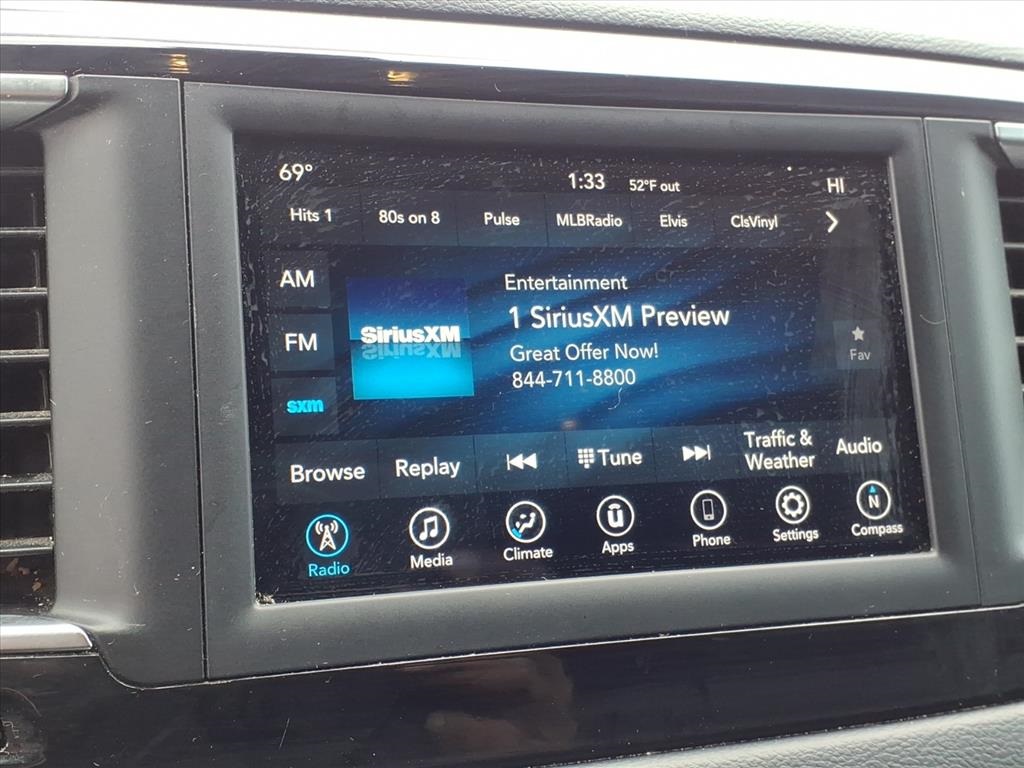 69°
1:33
52°F out
HI
Hits 1
80s on 8
Pulse
MLBRadio
Elvis
ClsVinyl
AM
FM
sxm
SiriusXM
Entertainment
1 SiriusXM Preview
Great Offer Now!
844-711-8800
Fav
Browse
Replay
Tune
Traffic &
Weather
Audio
Radio
Media
Climate
Apps
Phone
Settings
N
Compass